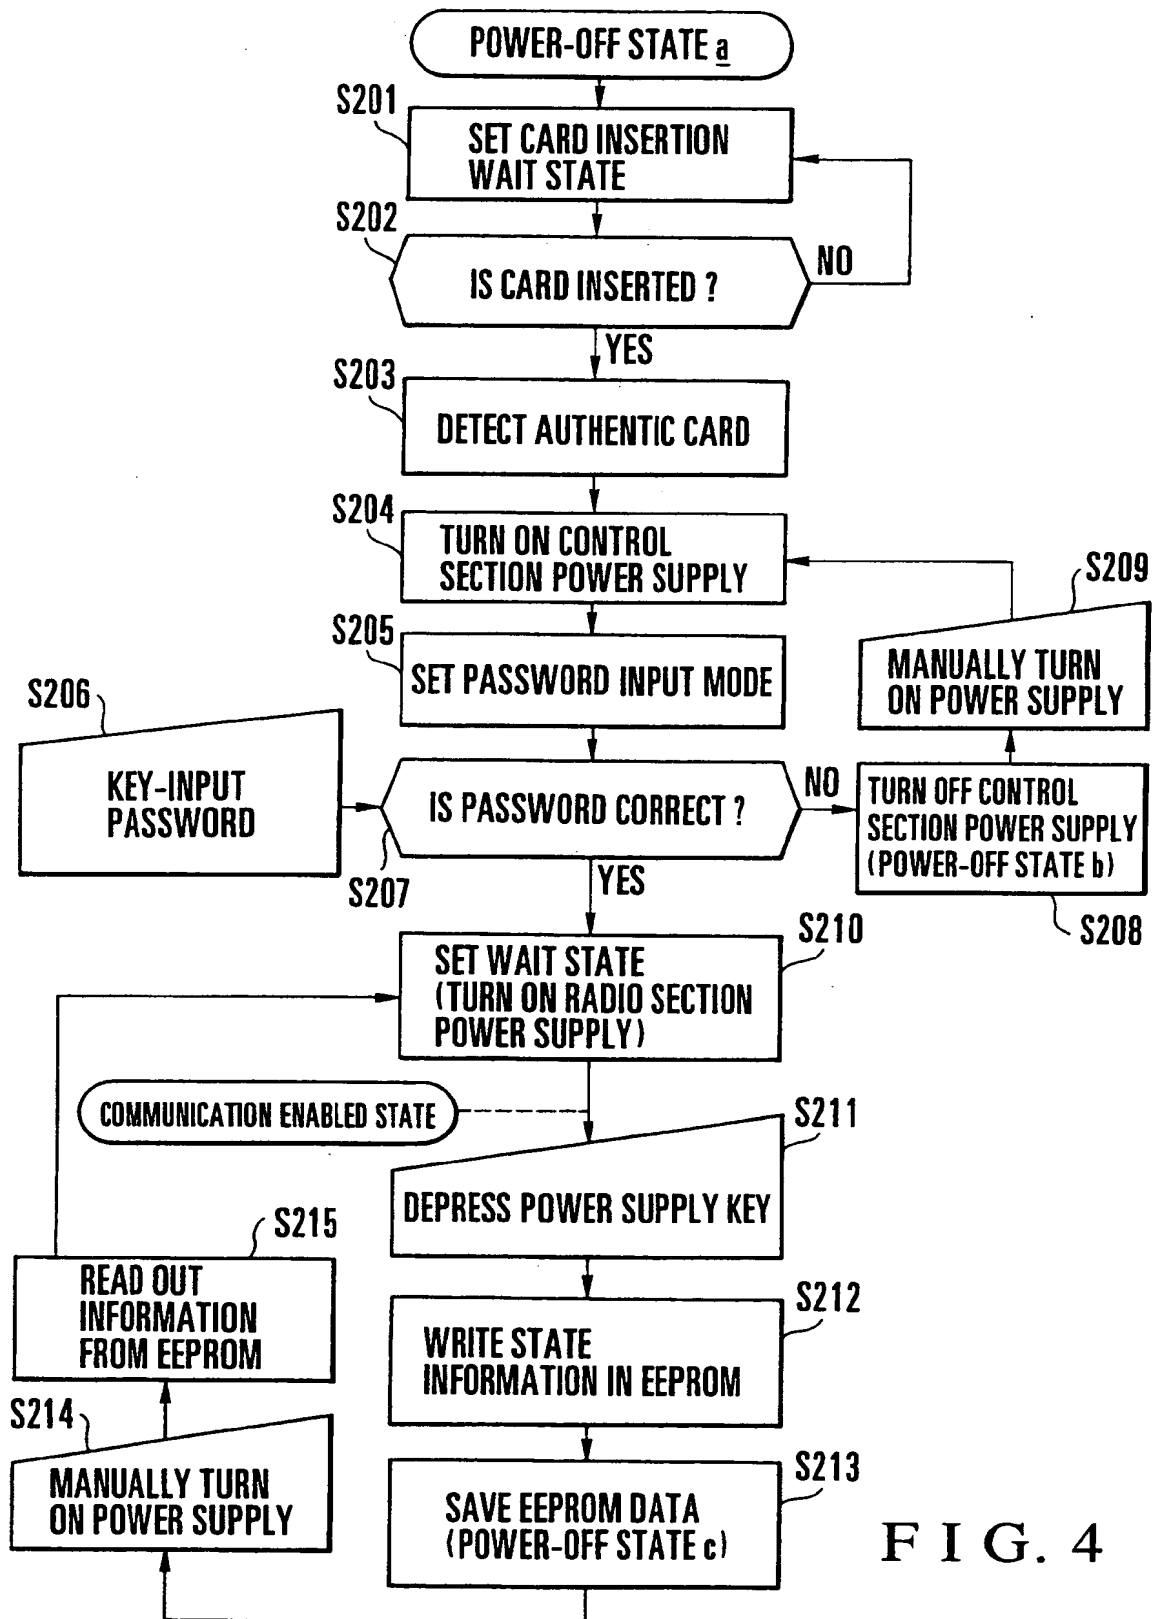 POWER-OFF STATE a
S201
SET CARD INSERTION
WAIT STATE
S202
IS CARD INSERTED ?
NO
YES
S203
DETECT AUTHENTIC CARD
S204
TURN ON CONTROL
SECTION POWER SUPPLY
S209
MANUALLY TURN
ON POWER SUPPLY
S205
SET PASSWORD INPUT MODE
S206
KEY-INPUT
PASSWORD
IS PASSWORD CORRECT ?
S207
NO
TURN OFF CONTROL
SECTION POWER SUPPLY
(POWER-OFF STATE b)
S208
YES
S210
SET WAIT STATE
(TURN ON RADIO SECTION
POWER SUPPLY)
COMMUNICATION ENABLED STATE
S211
DEPRESS POWER SUPPLY KEY
S215
READ OUT
INFORMATION
FROM EEPROM
S212
WRITE STATE
INFORMATION IN EEPROM
S214
MANUALLY TURN
ON POWER SUPPLY
S213
SAVE EEPROM DATA
(POWER-OFF STATE c)
FIG. 4